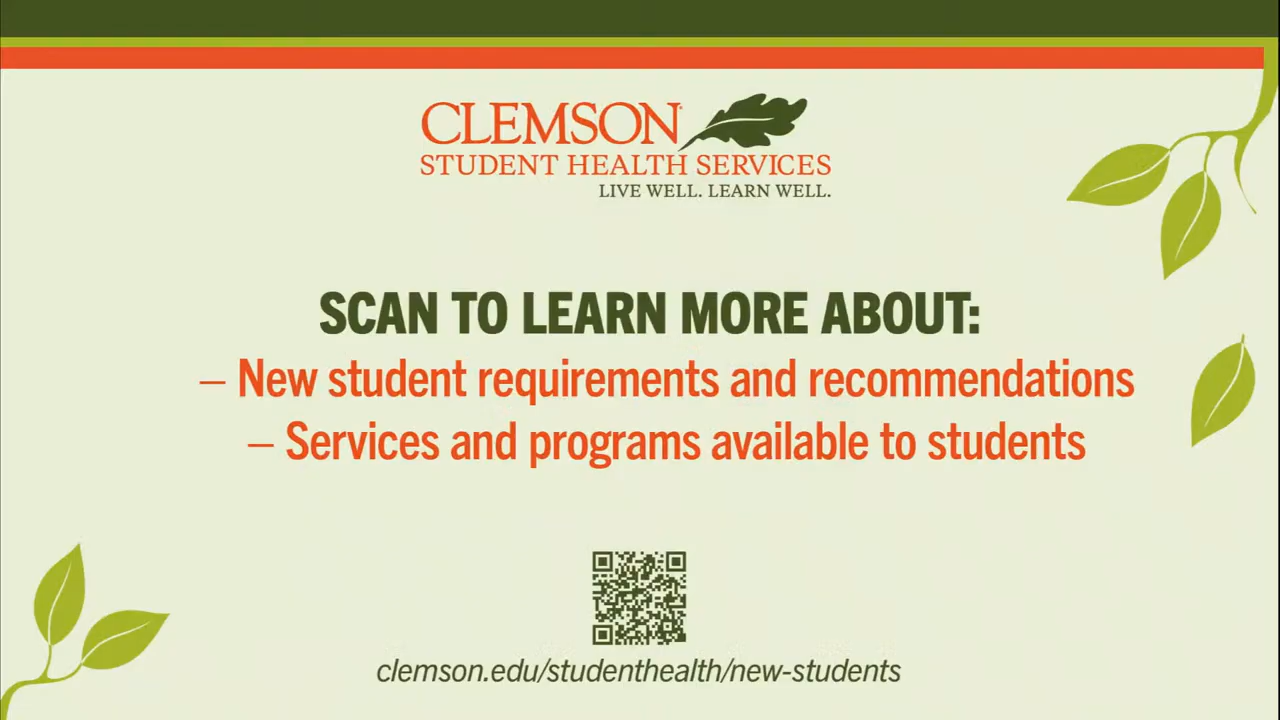 CLEMSON
STUDENT HEALTH SERVICES
LIVE WELL. LEARN WELL.
SCAN TO LEARN MORE ABOUT:
– New student requirements and recommendations
– Services and programs available to students
clemson.edu/studenthealth/new-students